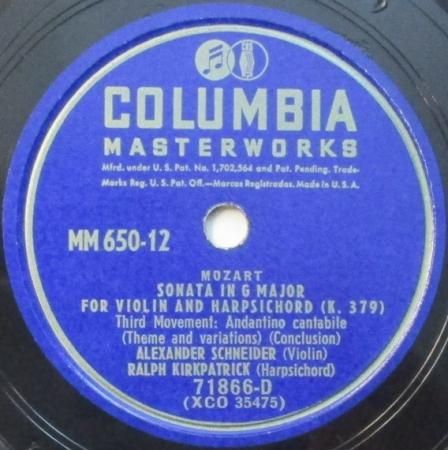 COLUMBIA
MASTERWORKS
Mfrd. under U.S. Pat. No. 1,702,564 and Pat. Pending. Trade-
Marks Reg. U.S. Pat. Off.—Marcas Registradas. Made in U.S.A.
MM 650-12
MOZART
SONATA IN G MAJOR
FOR VIOLIN AND HARPSICHORD (K. 379)
Third Movement: Andantino cantabile
(Theme and variations) (Conclusion)
ALEXANDER SCHNEIDER (Violin)
RALPH KIRKPATRICK (Harpsichord)
71866-D
(XCO 35475)